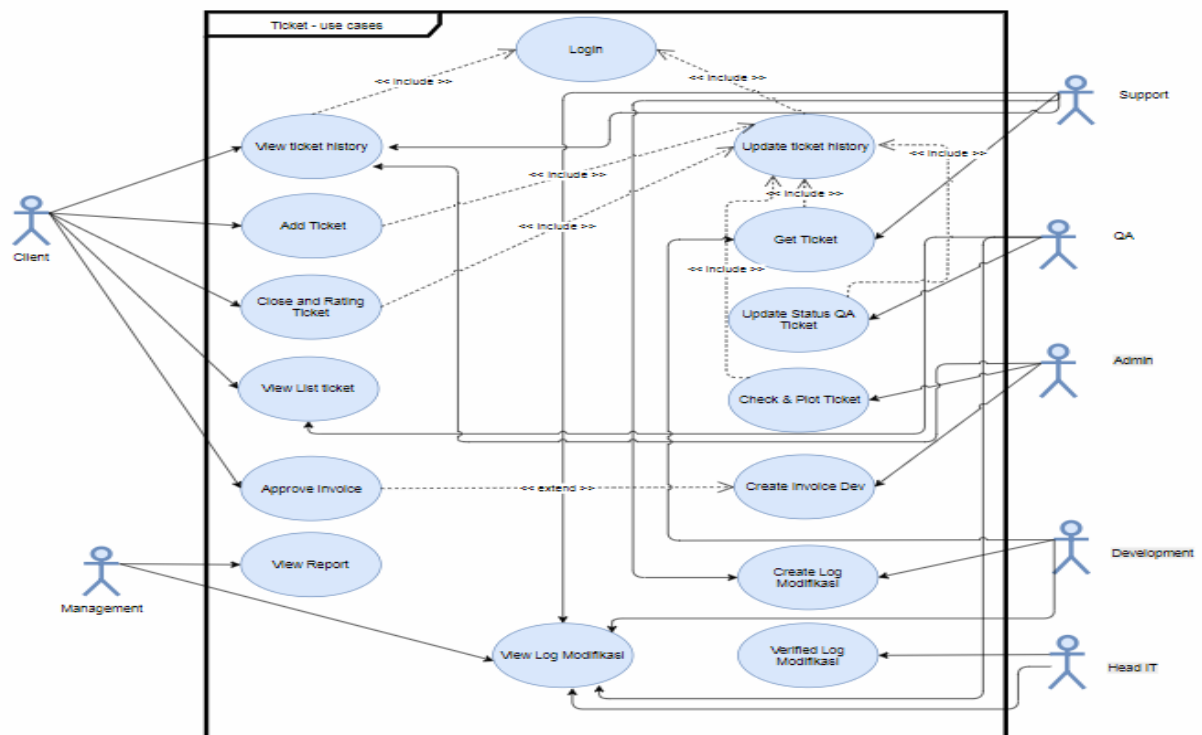 Ticket - use cases
Login
<< Include >>
<< Include >>
Support
View ticket history
Update ticket history
<< Include >>
<< Include >>
<< Include >>
Client
Add Ticket
<< Include >>
Get Ticket
QA
<< Include >>
Close and Rating
Ticket
Update Status QA
Ticket
Admin
View List ticket
Check & Plot Ticket
Approve Invoice
<< extend >>
Create Invoice Dev
View Report
Create Log
Modifikasi
Development
Management
View Log Modifikasi
Verified Log
Modifikasi
Head IT